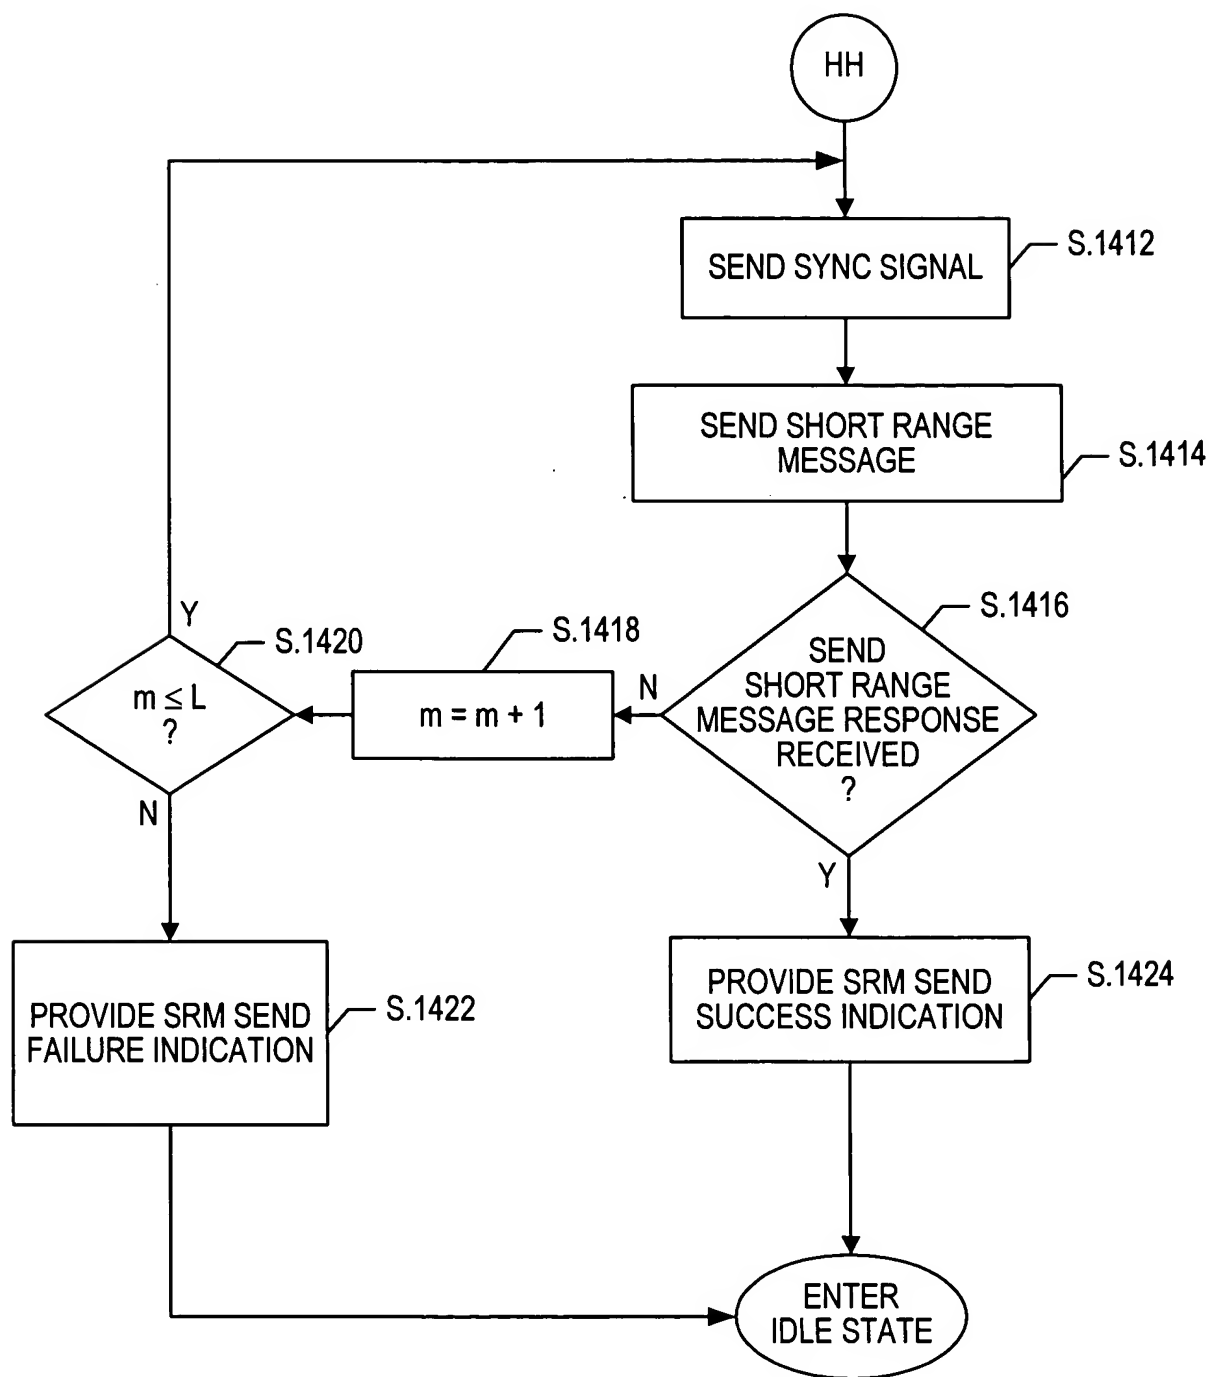 HH
SEND SYNC SIGNAL
S.1412
SEND SHORT RANGE
MESSAGE
S.1414
S.1416
SEND
SHORT RANGE
MESSAGE RESPONSE
RECEIVED
?
N
S.1418
m = m + 1
S.1420
m ≤ L
?
Y
N
Y
PROVIDE SRM SEND
FAILURE INDICATION
S.1422
PROVIDE SRM SEND
SUCCESS INDICATION
S.1424
ENTER
IDLE STATE